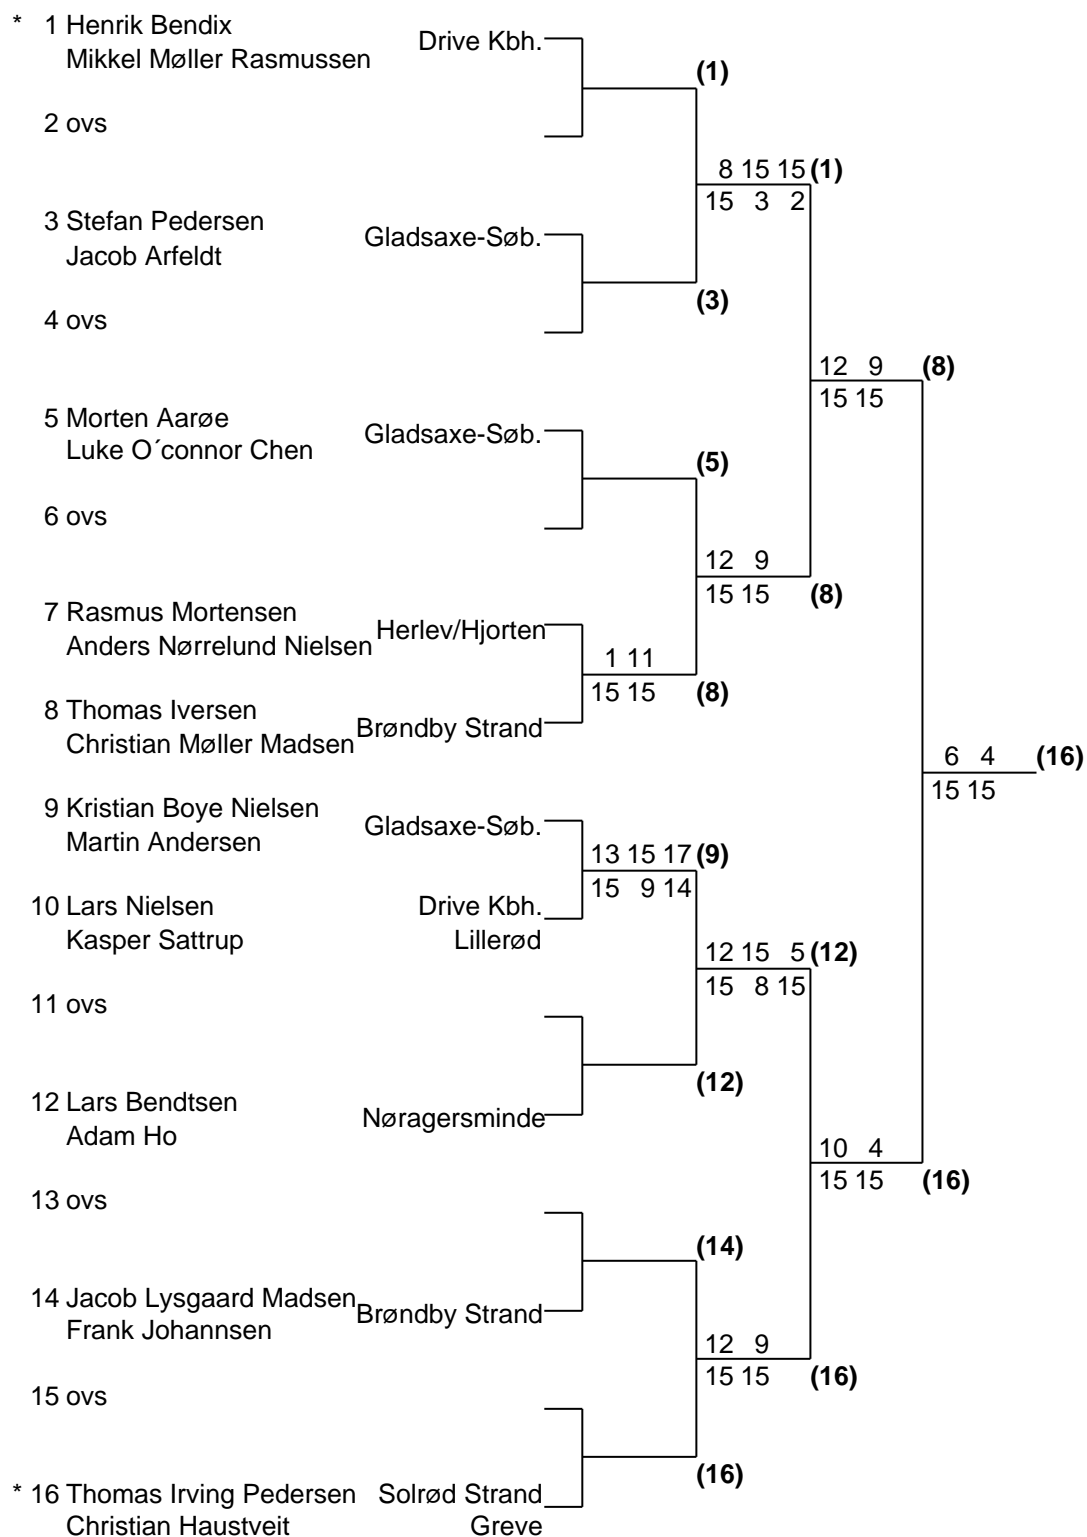 * 1 Henrik Bendix Drive Kbh.
Mikkel Møller Rasmussen
(1)
2 ovs
8 15 15 (1)
15 3 2
3 Stefan Pedersen Gladsaxe-Søb.
Jacob Arfeldt
(3)
4 ovs
12 9 (8)
15 15
5 Morten Aarøe Gladsaxe-Søb.
Luke O´connor Chen
(5)
6 ovs
12 9
15 15 (8)
7 Rasmus Mortensen Herlev/Hjorten
Anders Nørrelund Nielsen
1 11
15 15 (8)
8 Thomas Iversen Brøndby Strand
Christian Møller Madsen
6 4 (16)
15 15
9 Kristian Boye Nielsen Gladsaxe-Søb.
Martin Andersen
13 15 17 (9)
15 9 14
10 Lars Nielsen Drive Kbh.
Kasper Sattrup Lillerød
12 15 5 (12)
15 8 15
11 ovs
(12)
12 Lars Bendtsen Nøragersminde
Adam Ho
10 4
15 15 (16)
13 ovs
(14)
14 Jacob Lysgaard Madsen Brøndby Strand
Frank Johannsen
12 9
15 15 (16)
15 ovs
(16)
* 16 Thomas Irving Pedersen Solrød Strand
Christian Haustveit Greve